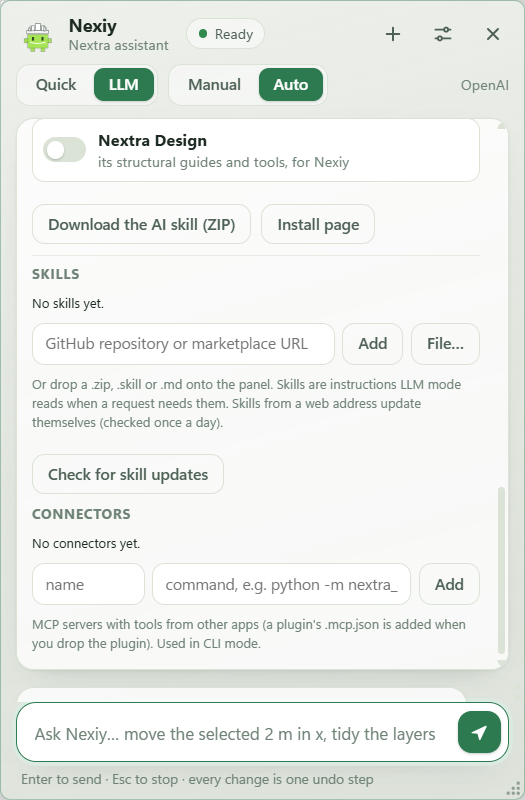 Nexiy
Nextra assistant
Ready
Quick
LLM
Manual
Auto
OpenAI
Nextra Design
its structural guides and tools, for Nexiy
Download the AI skill (ZIP)
Install page
SKILLS
No skills yet.
GitHub repository or marketplace URL
Add
File...
Or drop a .zip, .skill or .md onto the panel. Skills are instructions LLM mode
reads when a request needs them. Skills from a web address update
themselves (checked once a day).
Check for skill updates
CONNECTORS
No connectors yet.
name
command, e.g. python -m nextra_
Add
MCP servers with tools from other apps (a plugin's .mcp.json is added when
you drop the plugin). Used in CLI mode.
Ask Nexiy... move the selected 2 m in x, tidy the layers
Enter to send · Esc to stop · every change is one undo step